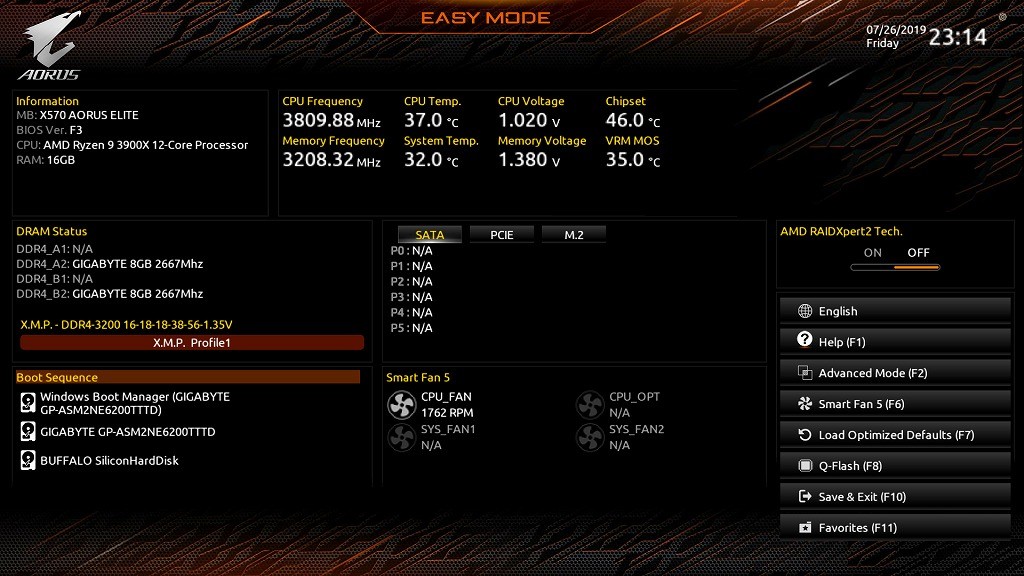 EASY MODE
AORUS
07/26/2019
Friday
23:14
Information
MB: X570 AORUS ELITE
BIOS Ver. F3
CPU: AMD Ryzen 9 3900X 12-Core Processor
RAM: 16GB
CPU Frequency CPU Temp. CPU Voltage Chipset
3809.88 MHz 37.0 °C 1.020 V 46.0 °C
Memory Frequency System Temp. Memory Voltage VRM MOS
3208.32 MHz 32.0 °C 1.380 V 35.0 °C
DRAM Status
DDR4_A1: N/A
DDR4_A2: GIGABYTE 8GB 2667Mhz
DDR4_B1: N/A
DDR4_B2: GIGABYTE 8GB 2667Mhz
X.M.P. - DDR4-3200 16-18-18-38-56-1.35V
X.M.P. Profile1
SATA PCIE M.2
P0 : N/A
P1 : N/A
P2 : N/A
P3 : N/A
P4 : N/A
P5 : N/A
AMD RAIDXpert2 Tech.
ON OFF
Boot Sequence
Windows Boot Manager (GIGABYTE
GP-ASM2NE6200TTTD)
GIGABYTE GP-ASM2NE6200TTTD
BUFFALO SiliconHardDisk
Smart Fan 5
CPU_FAN CPU_OPT
1762 RPM N/A
SYS_FAN1 SYS_FAN2
N/A N/A
English
Help (F1)
Advanced Mode (F2)
Smart Fan 5 (F6)
Load Optimized Defaults (F7)
Q-Flash (F8)
Save & Exit (F10)
Favorites (F11)